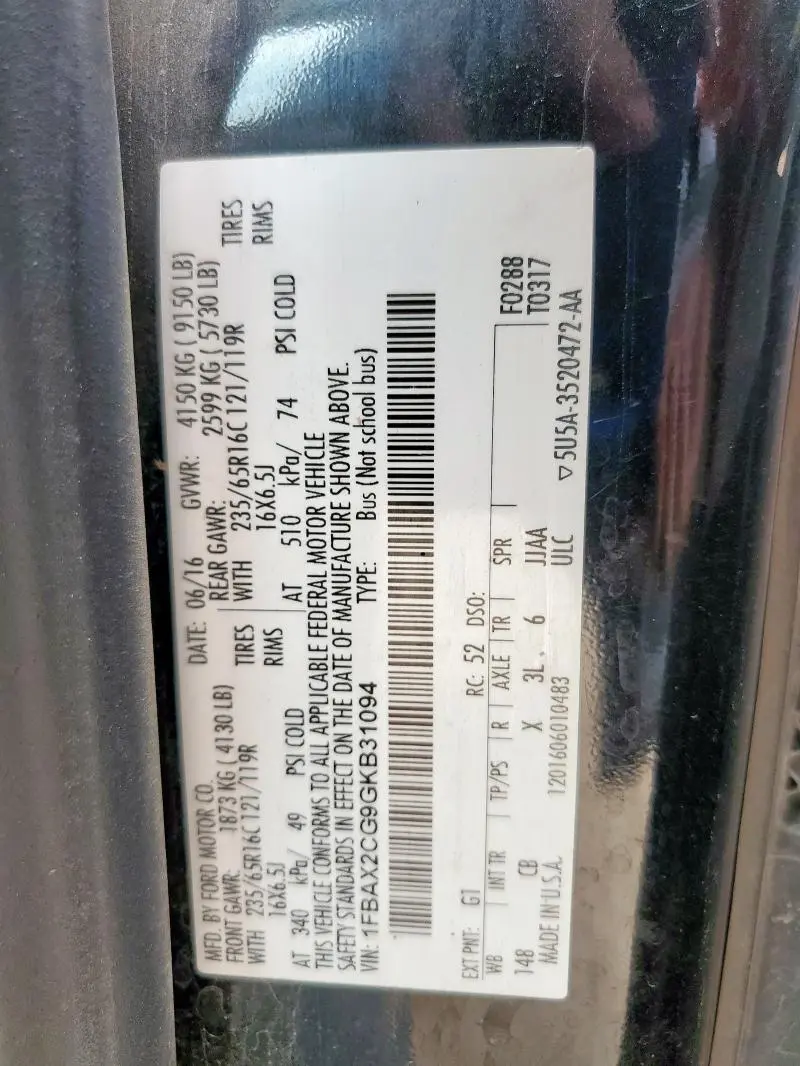 MFD. BY FORD MOTOR CO. DATE: 06/16 GVWR: 4150 KG ( 9150 LB)
FRONT GAWR: 1873 KG ( 4130 LB) REAR GAWR: 2599 KG ( 5730 LB)
WITH 235/65R16C 121/119R TIRES WITH 235/65R16C 121/119R TIRES
16X6.5J RIMS 16X6.5J RIMS
AT 340 kPa/ 49 PSI COLD AT 510 kPa/ 74 PSI COLD
THIS VEHICLE CONFORMS TO ALL APPLICABLE FEDERAL MOTOR VEHICLE
SAFETY STANDARDS IN EFFECT ON THE DATE OF MANUFACTURE SHOWN ABOVE.
VIN: 1FBAX2CG9GKB31094 TYPE: Bus (Not school bus)
EXT PNT: G1 RC: 52 DSO:
WB INT TR TP/PS R AXLE TR SPR F0288
148 CB X 3L . 6 JJAA T0317
MADE IN U.S.A. 1201606010483 ULC ▽5U5A-3520472-AA